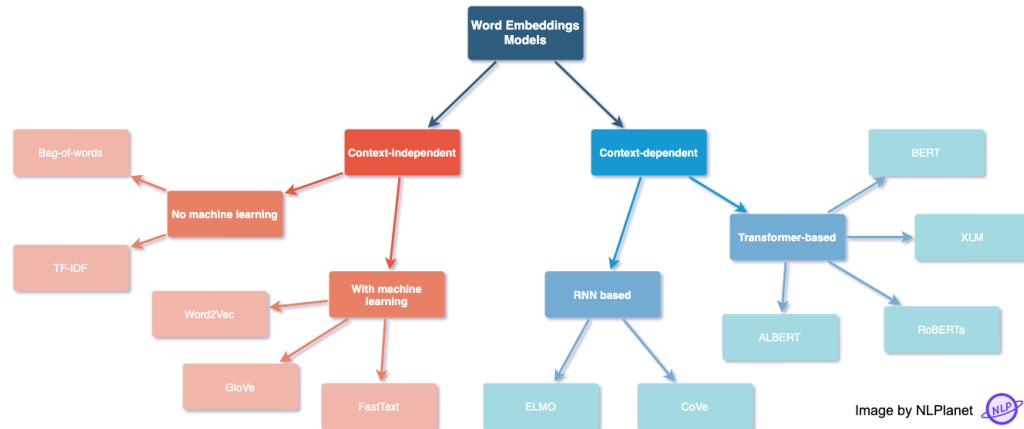 Word Embeddings
Models
Bag-of-words
Context-independent
Context-dependent
BERT
No machine learning
Transformer-based
XLM
TF-IDF
With machine
learning
RNN based
Word2Vec
ALBERT
RoBERTa
GloVe
FastText
ELMO
CoVe
Image by NLPlanet
NLP